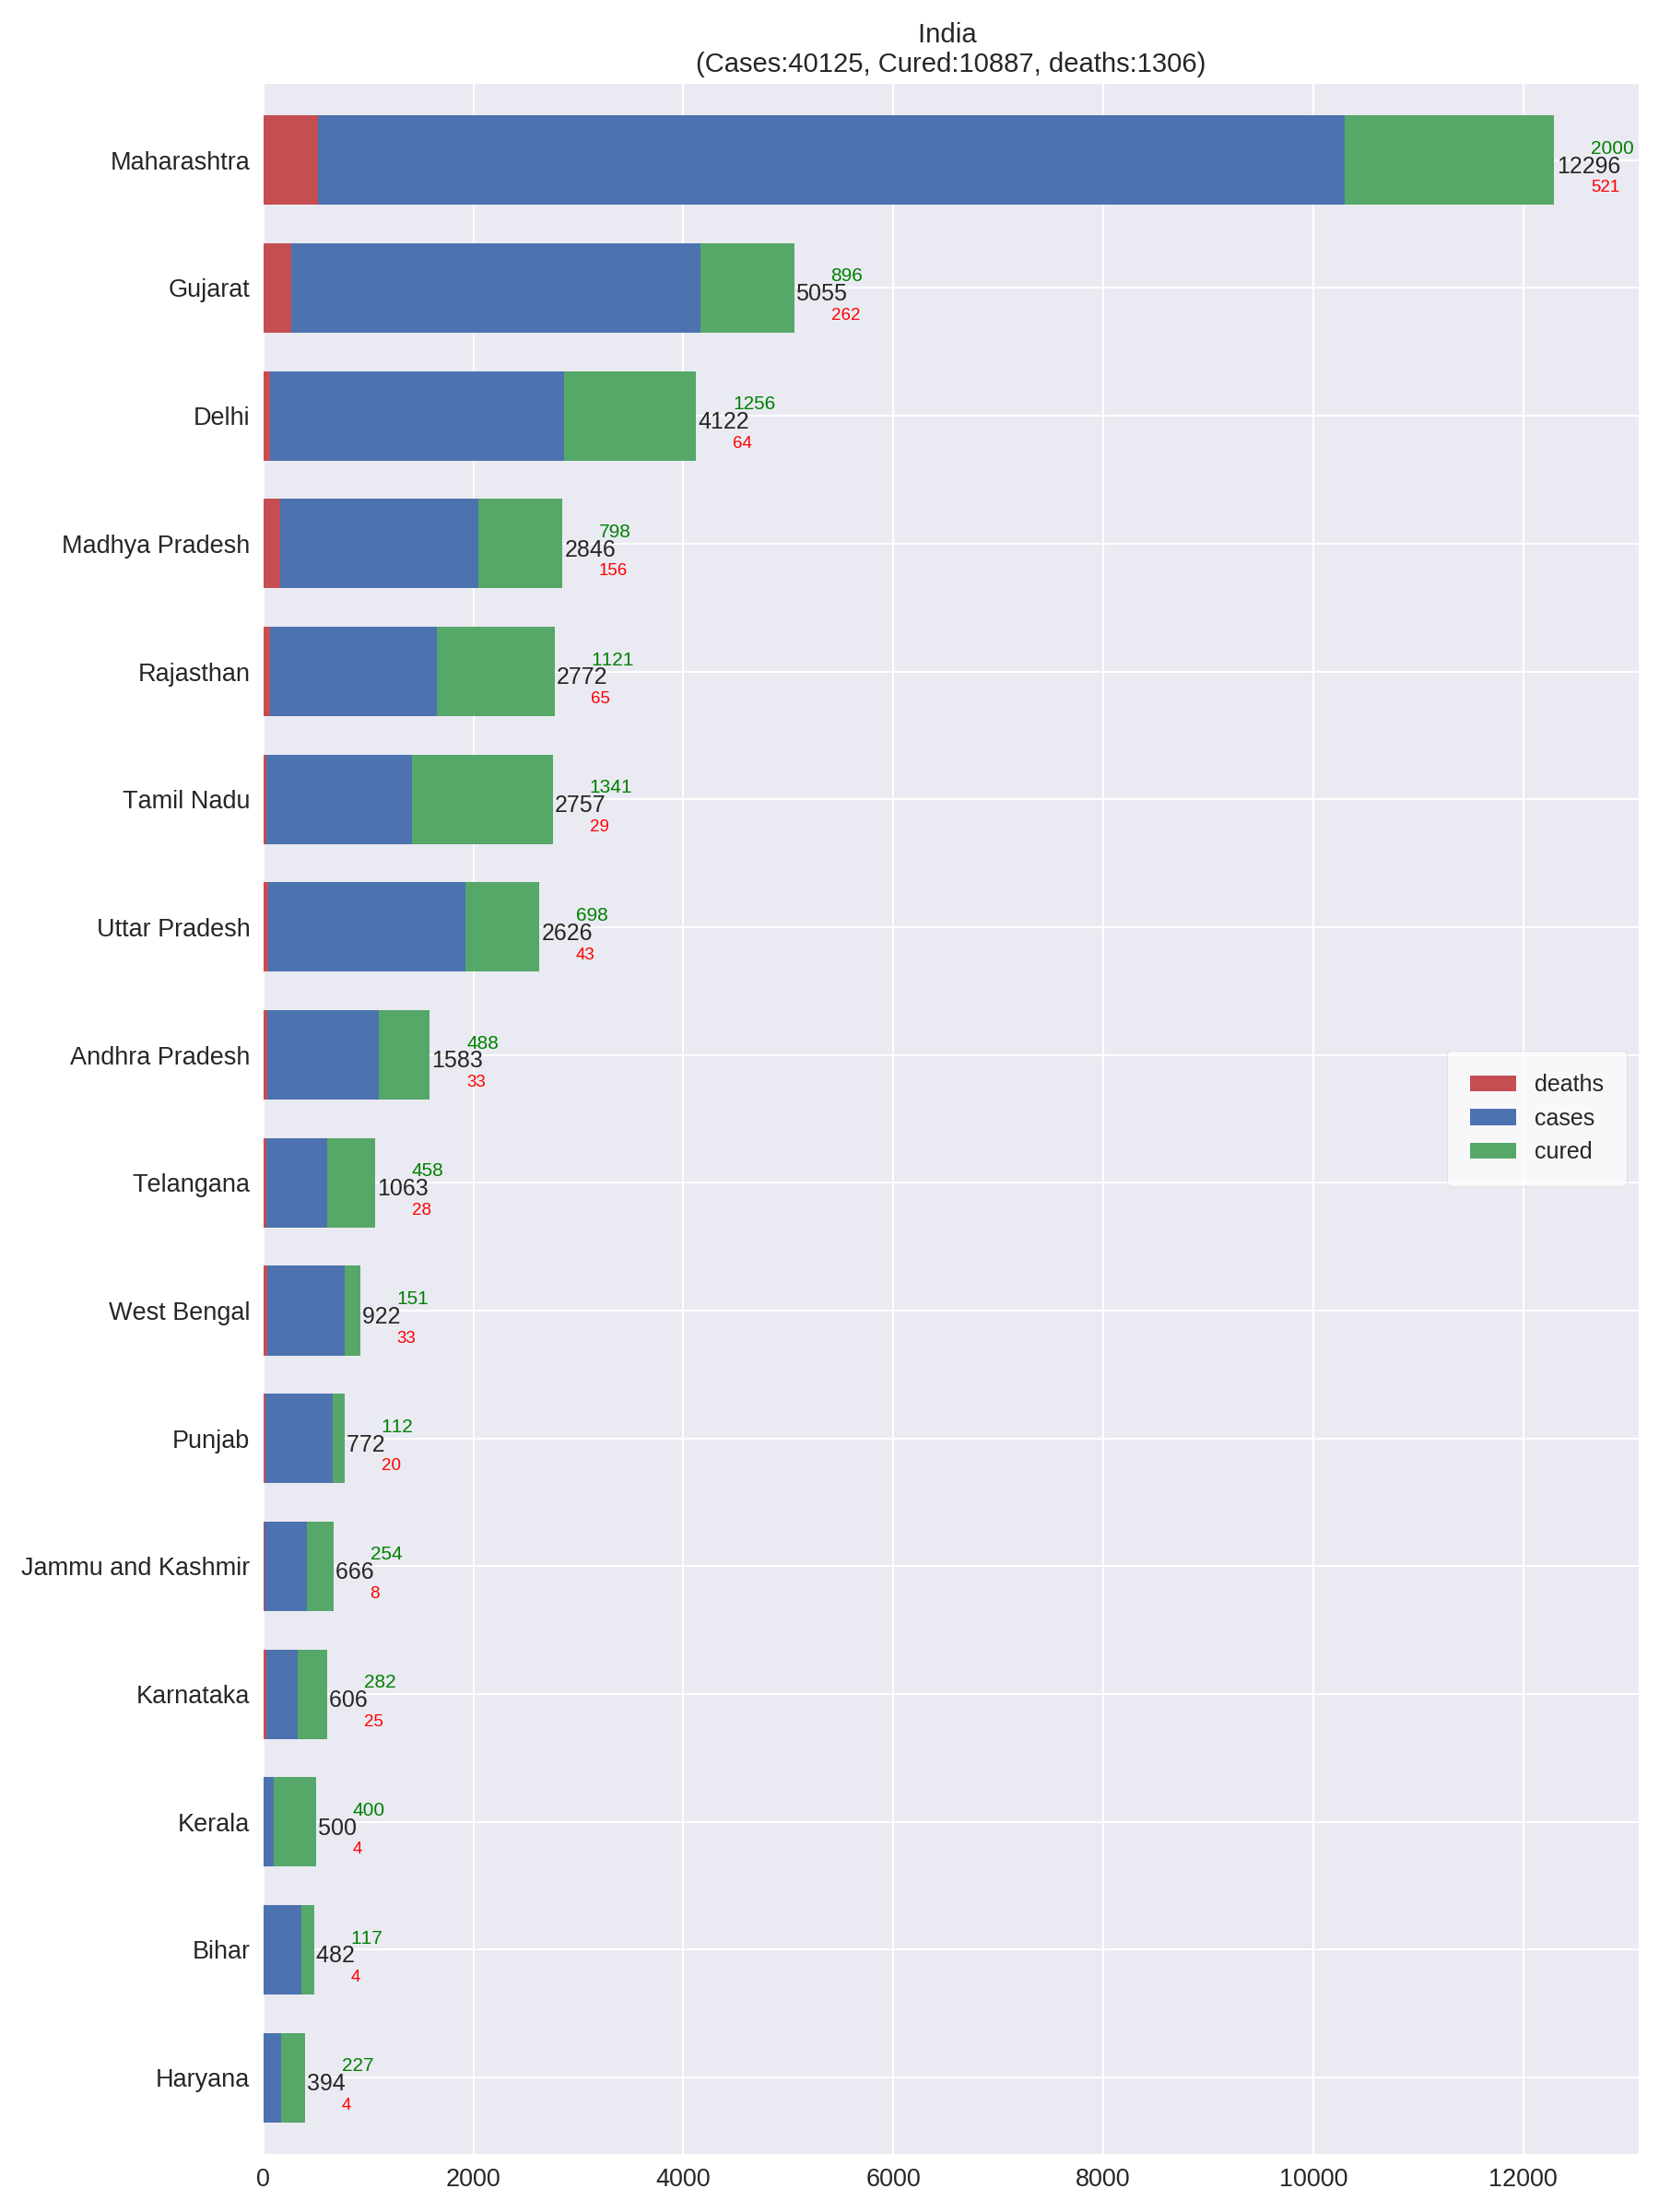 India
(Cases:40125, Cured:10887, deaths:1306)
Maharashtra
2000
12296
521
Gujarat
896
5055
262
Delhi
1256
4122
64
Madhya Pradesh
798
2846
156
Rajasthan
1121
2772
65
Tamil Nadu
1341
2757
29
Uttar Pradesh
698
2626
43
Andhra Pradesh
488
1583
33
deaths
cases
cured
Telangana
458
1063
28
West Bengal
151
922
33
Punjab
112
772
20
Jammu and Kashmir
254
666
8
Karnataka
282
606
25
Kerala
400
500
4
Bihar
117
482
4
Haryana
227
394
4
0 2000 4000 6000 8000 10000 12000